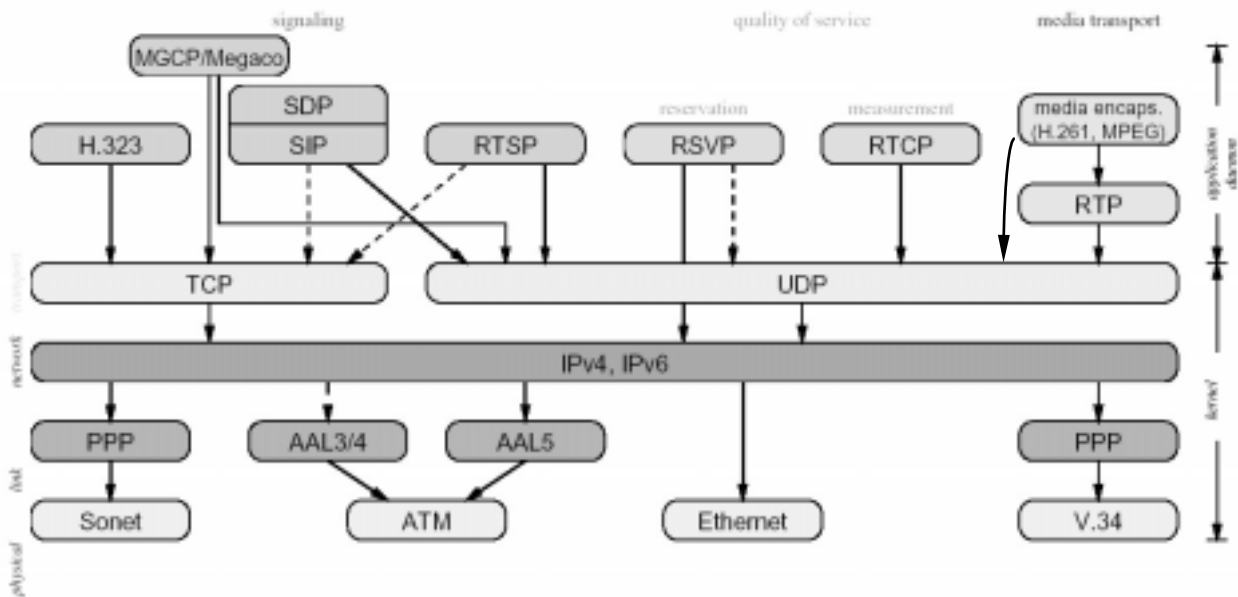 signaling
quality of service
media transport
MGCP/Megaco
SDP
SIP
H.323
RTSP
reservation
RSVP
measurement
RTCP
media encaps.
(H.261, MPEG)
RTP
application
daemon
TCP
UDP
transport
IPv4, IPv6
network
kernel
PPP
AAL3/4
AAL5
PPP
link
Sonet
ATM
Ethernet
V.34
physical